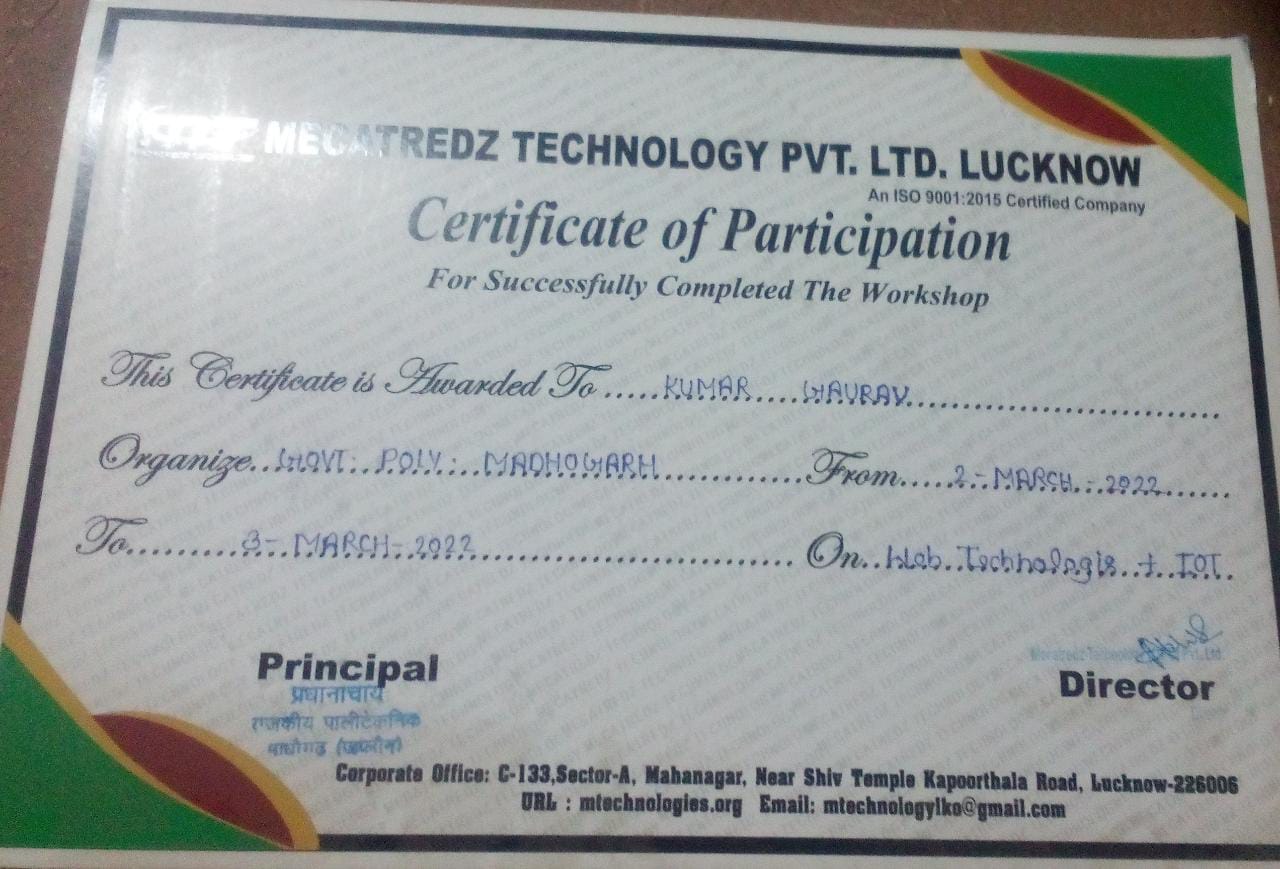 MEGATREDZ TECHNOLOGY PVT. LTD. LUCKNOW
An ISO 9001:2015 Certified Company
Certificate of Participation
For Successfully Completed The Workshop
This Certificate is Awarded To ..... KUMAR .... GAURAV ..............................
Organize.. GOVT. POLY. MADHOGARH ............ From ..... 2 - MARCH - 2022 .......
To .......... 3 - MARCH - 2022 .............................. On.. Web. Technologis + IOT.
Megatredz Technology Pvt. Ltd.
Principal Director
प्रधानाचार्य
राजकीय पालीटेक्निक
माधौगढ़ (जालौन)
Corporate Office: C-133,Sector-A, Mahanagar, Near Shiv Temple Kapoorthala Road, Lucknow-226006
URL : mtechnologies.org Email: mtechnologylko@gmail.com